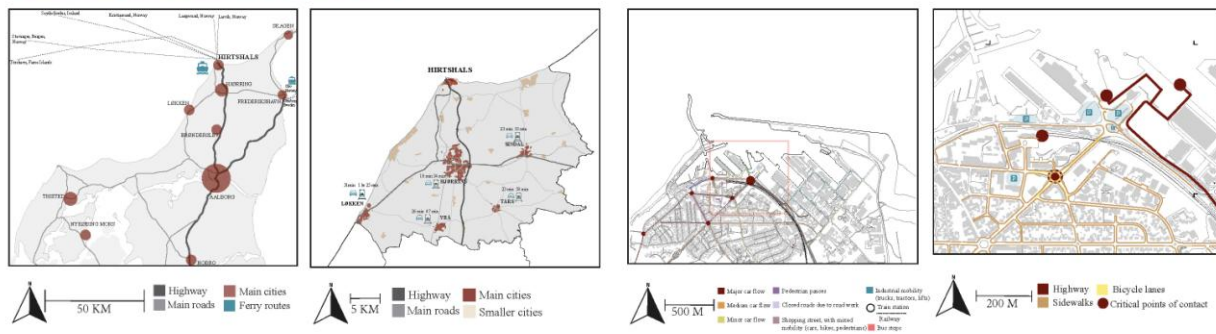 SKAGEN
HIRTSHALS
HJØRRING
FREDERIKSHAVN
LØKKEN
BRØNDERSLEV
AALBORG
THISTED
NYKØBING MORS
HOBRO
50 KM
Highway
Main roads
Main cities
Ferry routes
HIRTSHALS
SINDAL
HJØRRING
LØKKEN
TÅRS
VRÅ
5 KM
Highway
Main roads
Main cities
Smaller cities
500 M
Major car flow
Medium car flow
Minor car flow
Pedestrian paaces
Closed roads due to road work
Shopping street, with mixed
mobility (cars, bikes, pedestrians)
Industrial mobility
(trucks, tractors, lifts)
Train station
Railway
Bus stops
P
P
P
P
200 M
Highway
Sidewalks
Bicycle lanes
Critical points of contact